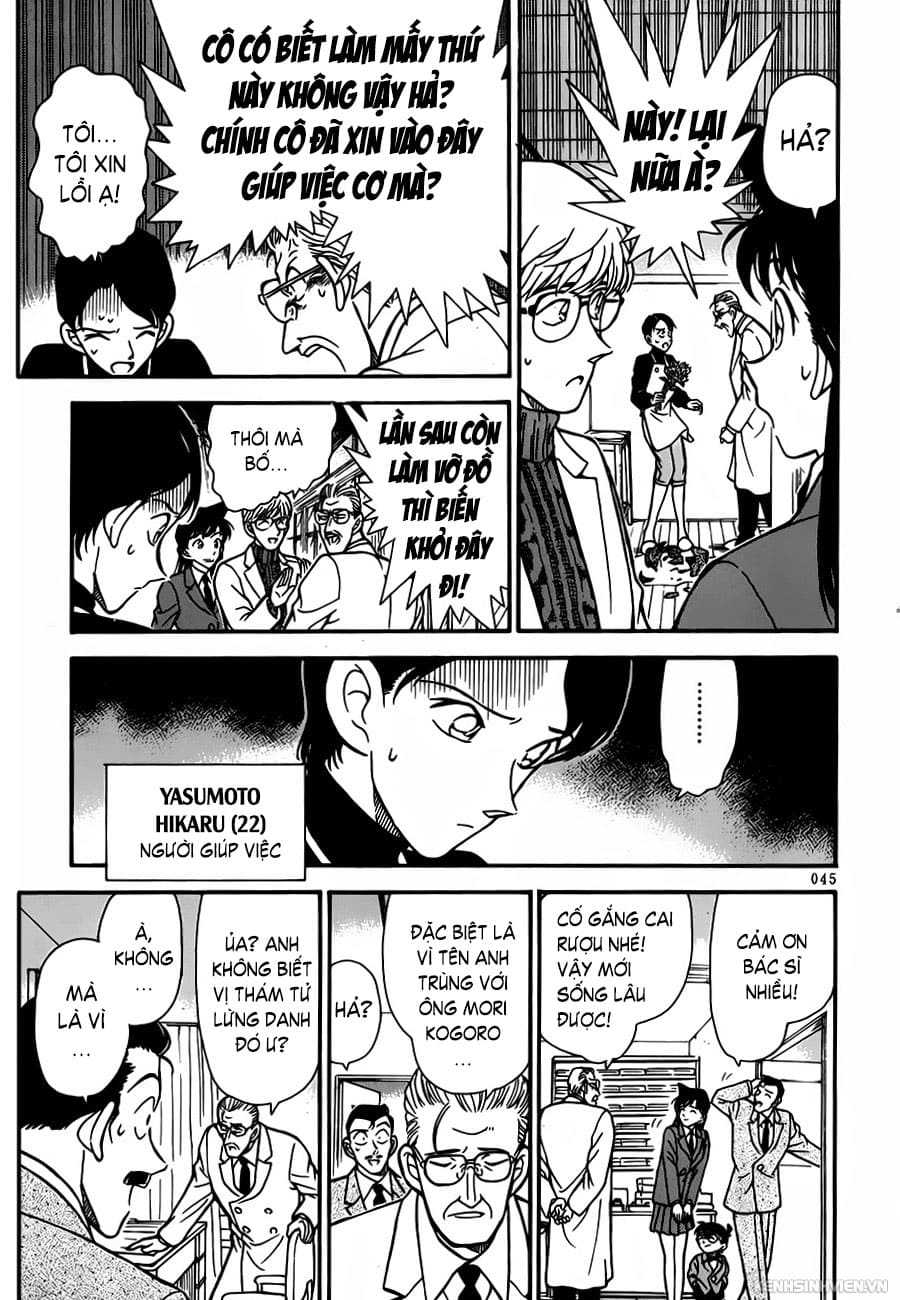 HẢ?
NÀY! LẠI
NỮA À?
CÔ CÓ BIẾT LÀM MẤY THỨ
NÀY KHÔNG VẬY HẢ?
CHÍNH CÔ ĐÃ XIN VÀO ĐÂY
GIÚP VIỆC CƠ MÀ?
TÔI...
TÔI XIN
LỔI Ạ!
LẦN SAU CÒN
LÀM VỠ ĐỒ
THÌ BIẾN
KHỎI ĐÂY
ĐI!
THÔI MÀ
BỐ...
.........
YASUMOTO
HIKARU (22)
NGƯỜI GIÚP VIỆC
045
CẢM ƠN
BÁC SĨ
NHIỀU!
CỐ GẮNG CAI
RƯỢU NHÉ!
VẬY MỚI
SỐNG LÂU
ĐƯỢC!
ĐẶC BIỆT LÀ
VÌ TÊN ANH
TRÙNG VỚI
ÔNG MORI
KOGORO
...
HẢ?
ỦA? ANH
KHÔNG BIẾT
VỊ THÁM TỬ
LỪNG DANH
ĐÓ Ư?
À,
KHÔNG
...
MÀ
LÀ VÌ
KENHSINHVIEN.VN